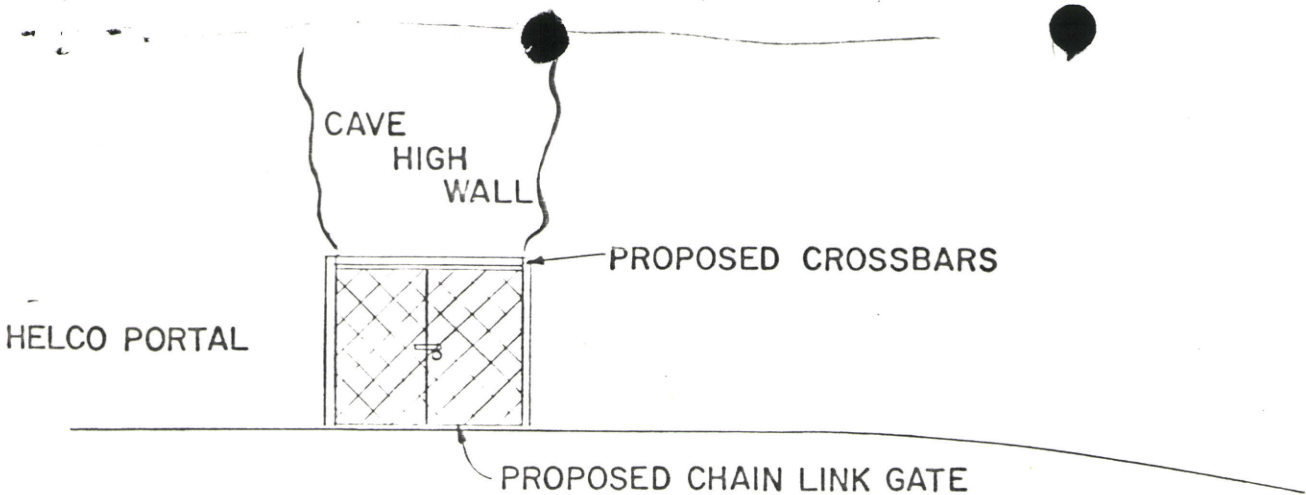 CAVE
HIGH
WALL
PROPOSED CROSSBARS
HELCO PORTAL
PROPOSED CHAIN LINK GATE